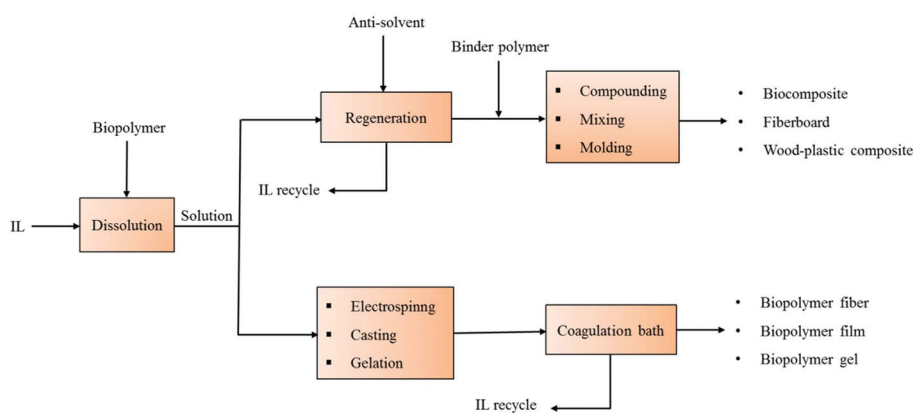 Anti-solvent
Binder polymer
Biopolymer
Regeneration
▪ Compounding
▪ Mixing
▪ Molding
• Biocomposite
• Fiberboard
• Wood-plastic composite
IL recycle
IL
Dissolution
Solution
▪ Electrospinng
▪ Casting
▪ Gelation
Coagulation bath
• Biopolymer fiber
• Biopolymer film
• Biopolymer gel
IL recycle